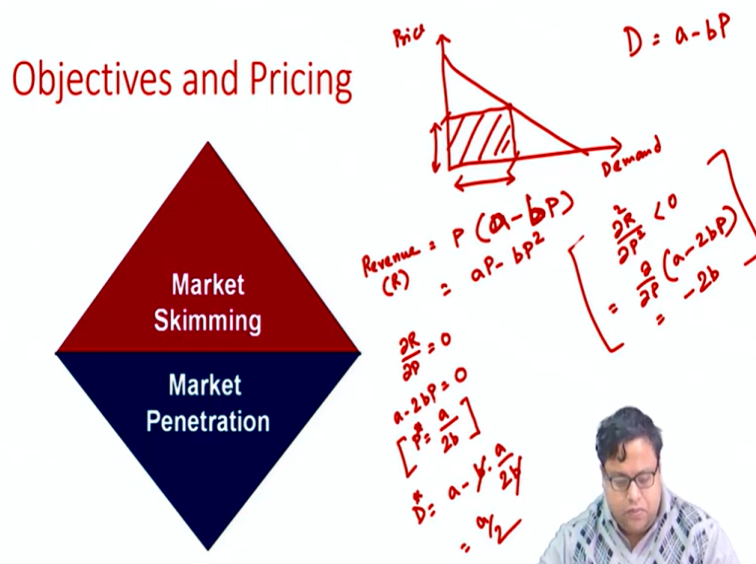 Objectives and Pricing
Market
Skimming
Market
Penetration
Price
Demand
D = a-bP
Revenue = P (a-bP)
(R) = aP-bP²
∂R/∂P = 0
a-2bP = 0
[P* = a/2b]
D* = a - b · a/2b
= a/2
[∂²R/∂P² < 0
= ∂/∂P (a-2bP)
= -2b]